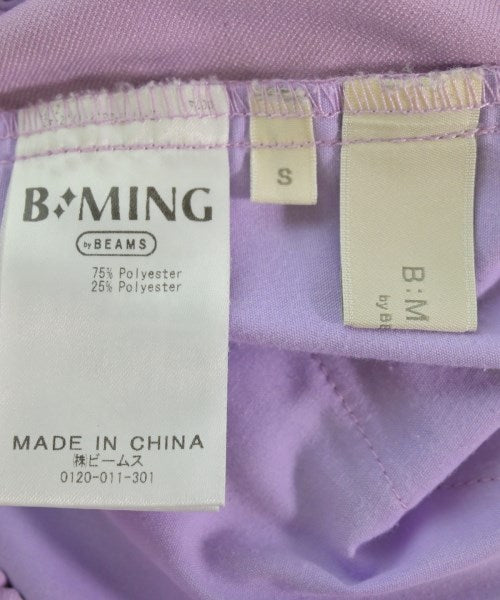 B:MING
by BEAMS
75% Polyester
25% Polyester
MADE IN CHINA
㈱ビームス
0120-011-301
S
B:M
by BE